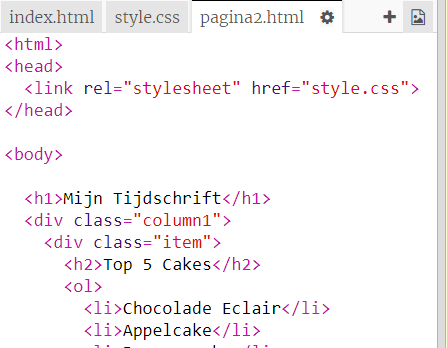 index.html style.css pagina2.html
<html>
<head>
<link rel="stylesheet" href="style.css">
</head>
<body>
<h1>Mijn Tijdschrift</h1>
<div class="column1">
<div class="item">
<h2>Top 5 Cakes</h2>
<ol>
<li>Chocolade Eclair</li>
<li>Appelcake</li>